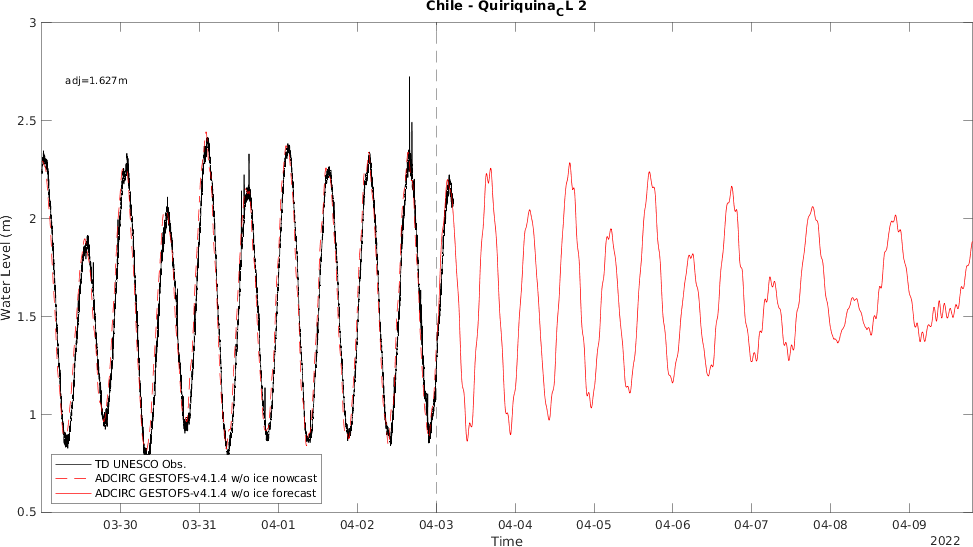 Chile - Quiriquina_CL 2
adj=1.627m
3
2.5
2
1.5
1
0.5
Water Level (m)
TD UNESCO Obs.
ADCIRC GESTOFS-v4.1.4 w/o ice nowcast
ADCIRC GESTOFS-v4.1.4 w/o ice forecast
03-30 03-31 04-01 04-02 04-03 04-04 04-05 04-06 04-07 04-08 04-09
Time
2022